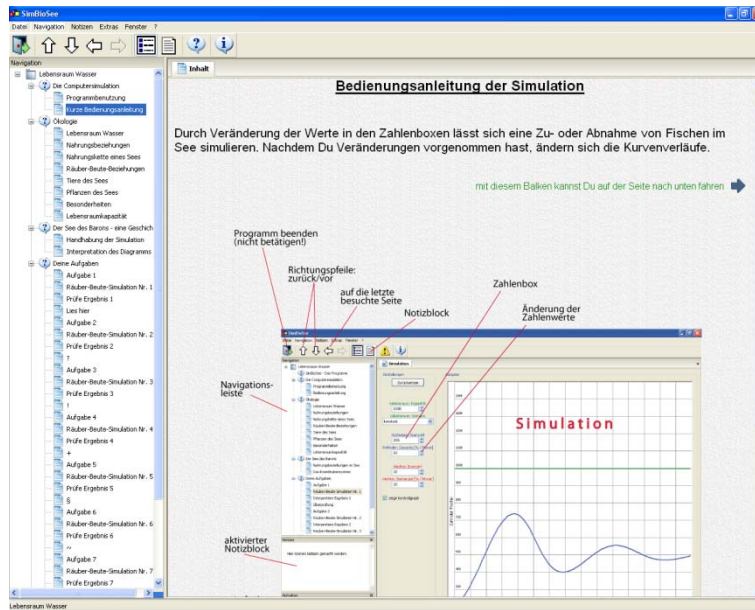 SimBioSee
Datei Navigation Notizen Extras Fenster ?
Navigation
Lebensraum Wasser
Die Computersimulation
Programmbenutzung
Kurze Bedienungsanleitung
Ökologie
Lebensraum Wasser
Nahrungsbeziehungen
Nahrungskette eines Sees
Räuber-Beute-Beziehungen
Tiere des Sees
Pflanzen des Sees
Besonderheiten
Lebensraumkapazität
Der See des Barons - eine Geschich
Handhabung der Simulation
Interpretation des Diagramms
Deine Aufgaben
Aufgabe 1
Räuber-Beute-Simulation Nr. 1
Prüfe Ergebnis 1
Lies hier
Aufgabe 2
Räuber-Beute-Simulation Nr. 2
Prüfe Ergebnis 2
?
Aufgabe 3
Räuber-Beute-Simulation Nr. 3
Prüfe Ergebnis 3
!
Aufgabe 4
Räuber-Beute-Simulation Nr. 4
Prüfe Ergebnis 4
+
Aufgabe 5
Räuber-Beute-Simulation Nr. 5
Prüfe Ergebnis 5
§
Aufgabe 6
Räuber-Beute-Simulation Nr. 6
Prüfe Ergebnis 6
~
Aufgabe 7
Räuber-Beute-Simulation Nr. 7
Prüfe Ergebnis 7
Lebensraum Wasser
Inhalt
Bedienungsanleitung der Simulation
Durch Veränderung der Werte in den Zahlenboxen lässt sich eine Zu- oder Abnahme von Fischen im
See simulieren. Nachdem Du Veränderungen vorgenommen hast, ändern sich die Kurvenverläufe.
mit diesem Balken kannst Du auf der Seite nach unten fahren
Programm beenden
(nicht betätigen!)
Richtungspfeile:
zurück/vor
auf die letzte
besuchte Seite
Notizblock
Zahlenbox
Änderung der
Zahlenwerte
Navigations-
leiste
aktivierter
Notizblock
Simulation